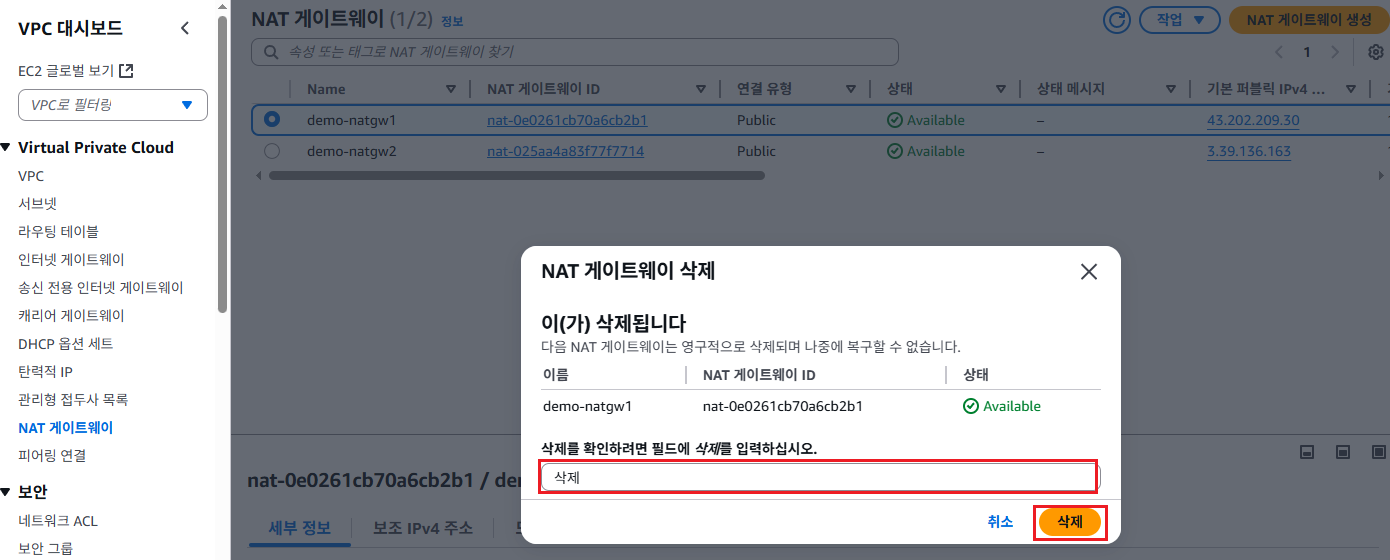 VPC 대시보드
EC2 글로벌 보기
VPC로 필터링
Virtual Private Cloud
VPC
서브넷
라우팅 테이블
인터넷 게이트웨이
송신 전용 인터넷 게이트웨이
캐리어 게이트웨이
DHCP 옵션 세트
탄력적 IP
관리형 접두사 목록
NAT 게이트웨이
피어링 연결
보안
네트워크 ACL
보안 그룹
NAT 게이트웨이 (1/2) 정보
작업
NAT 게이트웨이 생성
속성 또는 태그로 NAT 게이트웨이 찾기
1
Name NAT 게이트웨이 ID 연결 유형 상태 상태 메시지 기본 퍼블릭 IPv4 ...
demo-natgw1 nat-0e0261cb70a6cb2b1 Public Available – 43.202.209.30
demo-natgw2 nat-025aa4a83f77f7714 Public Available – 3.39.136.163
NAT 게이트웨이 삭제
이(가) 삭제됩니다
다음 NAT 게이트웨이는 영구적으로 삭제되며 나중에 복구할 수 없습니다.
이름 NAT 게이트웨이 ID 상태
demo-natgw1 nat-0e0261cb70a6cb2b1 Available
삭제를 확인하려면 필드에 삭제를 입력하십시오.
삭제
취소 삭제
nat-0e0261cb70a6cb2b1 /
세부 정보 보조 IPv4 주소